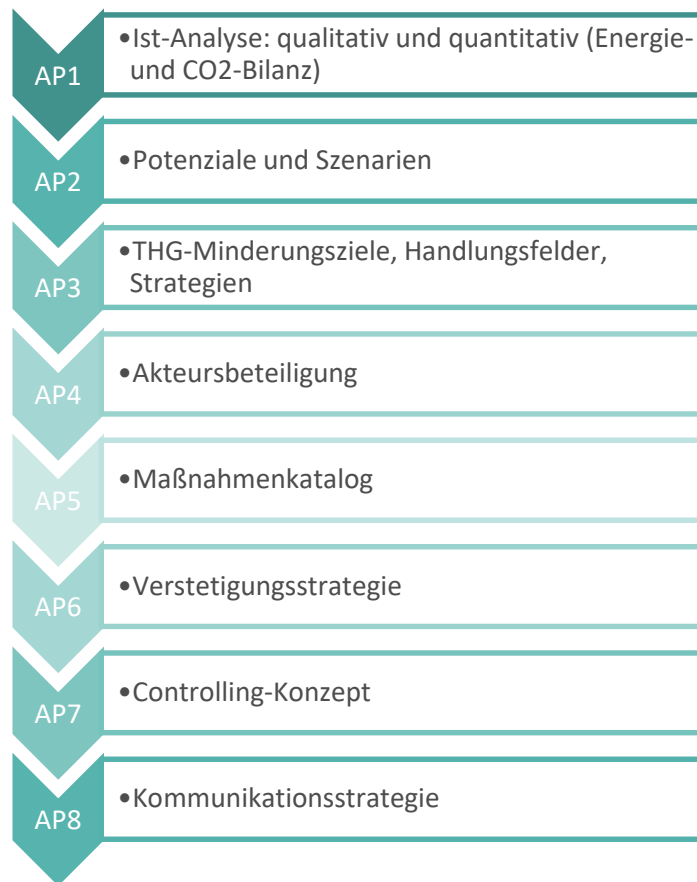 AP1
•Ist-Analyse: qualitativ und quantitativ (Energie-
und CO2-Bilanz)
AP2
•Potenziale und Szenarien
AP3
•THG-Minderungsziele, Handlungsfelder,
Strategien
AP4
•Akteursbeteiligung
AP5
•Maßnahmenkatalog
AP6
•Verstetigungsstrategie
AP7
•Controlling-Konzept
AP8
•Kommunikationsstrategie